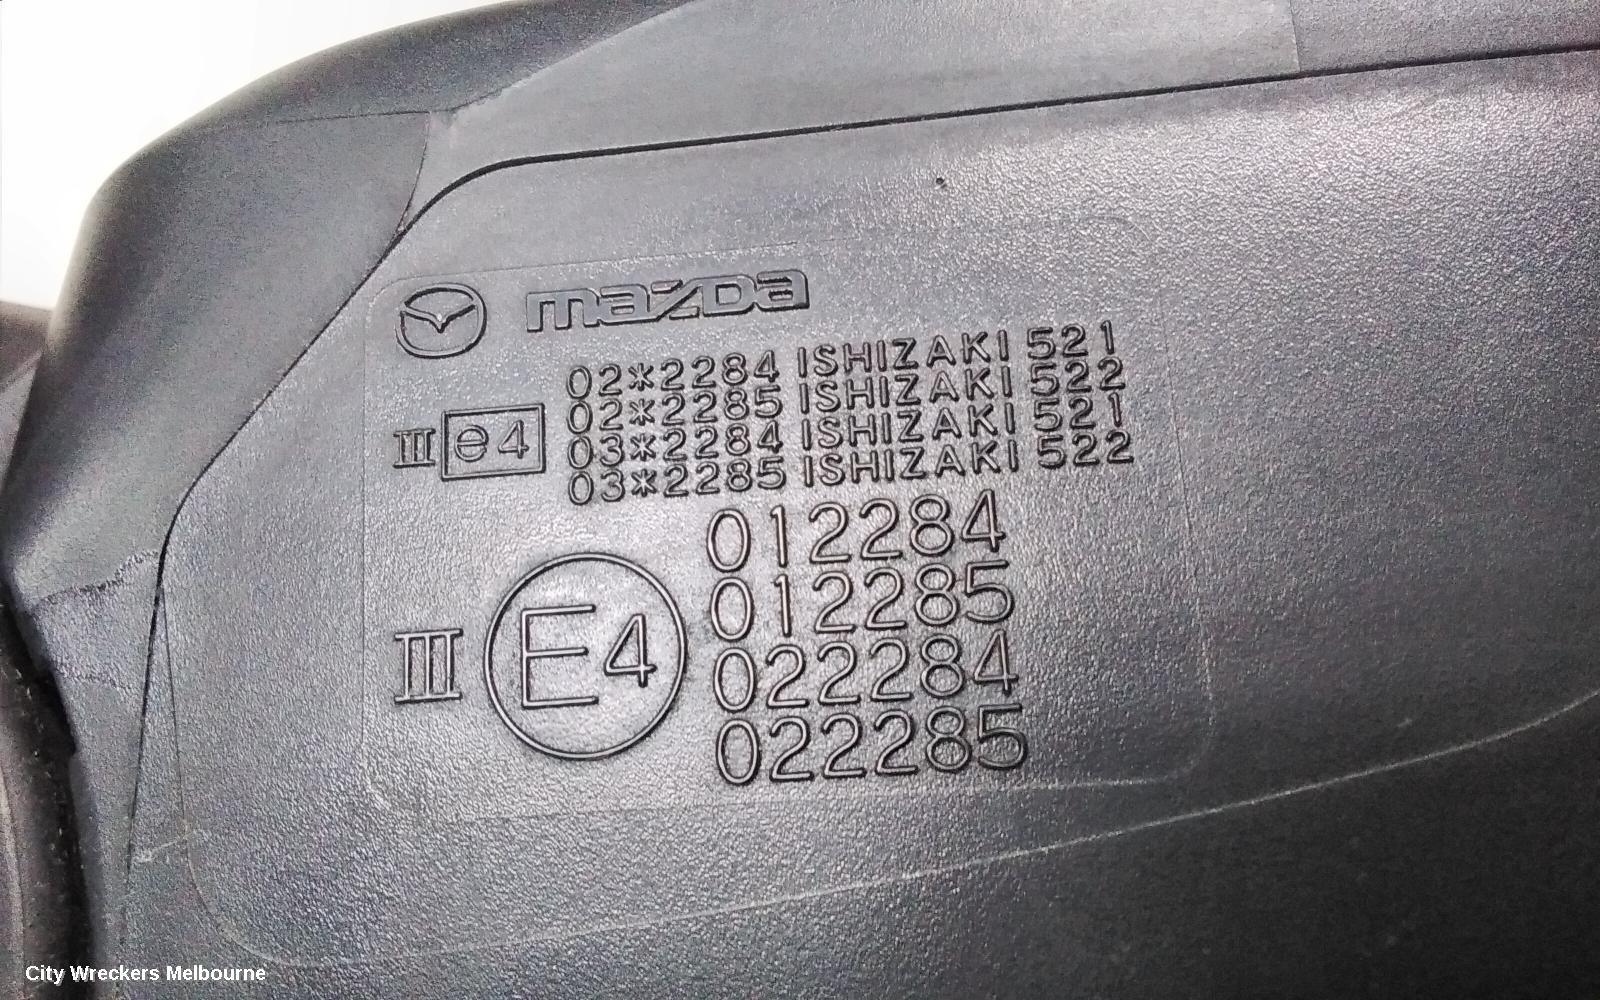 mazda
02*2284 ISHIZAKI 521
02*2285 ISHIZAKI 522
III e4
03*2284 ISHIZAKI 521
03*2285 ISHIZAKI 522
012284
012285
III E4
022284
022285
City Wreckers Melbourne